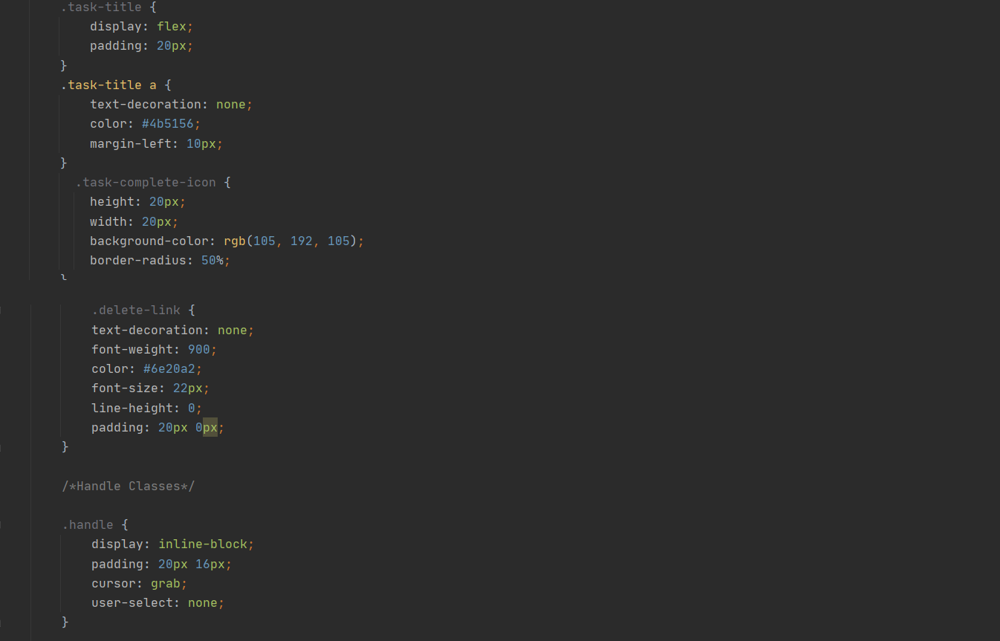 .task-title {
    display: flex;
    padding: 20px;
}
.task-title a {
    text-decoration: none;
    color: #4b5156;
    margin-left: 10px;
}
  .task-complete-icon {
    height: 20px;
    width: 20px;
    background-color: rgb(105, 192, 105);
    border-radius: 50%;
}
    .delete-link {
    text-decoration: none;
    font-weight: 900;
    color: #6e20a2;
    font-size: 22px;
    line-height: 0;
    padding: 20px 0px;
}
/*Handle Classes*/
.handle {
    display: inline-block;
    padding: 20px 16px;
    cursor: grab;
    user-select: none;
}